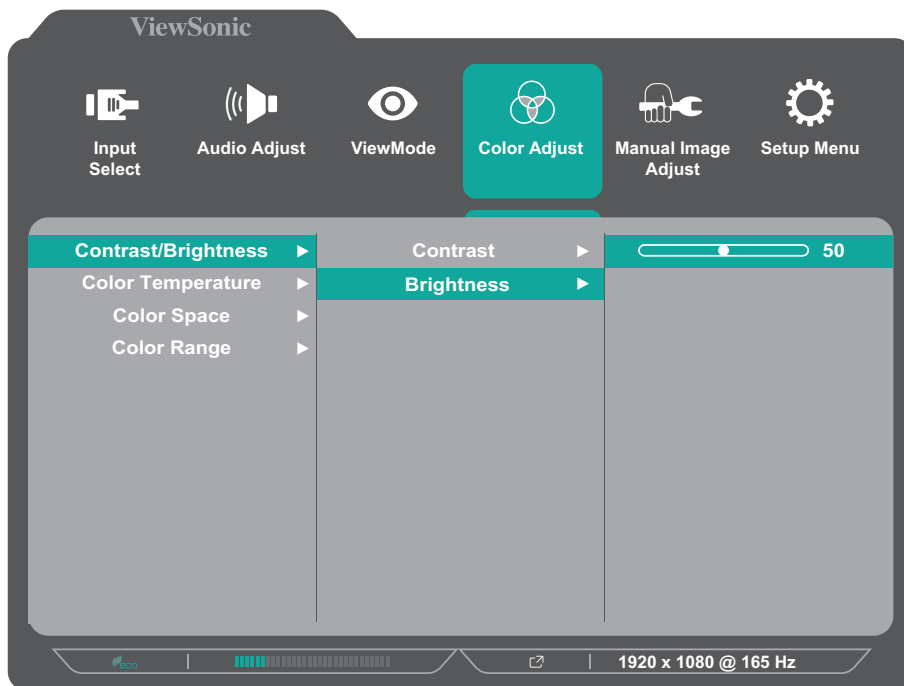 ViewSonic
Input
Select
Audio Adjust
ViewMode
Color Adjust
Manual Image
Adjust
Setup Menu
Contrast/Brightness
Contrast
50
Color Temperature
Brightness
Color Space
Color Range
eco
1920 x 1080 @ 165 Hz